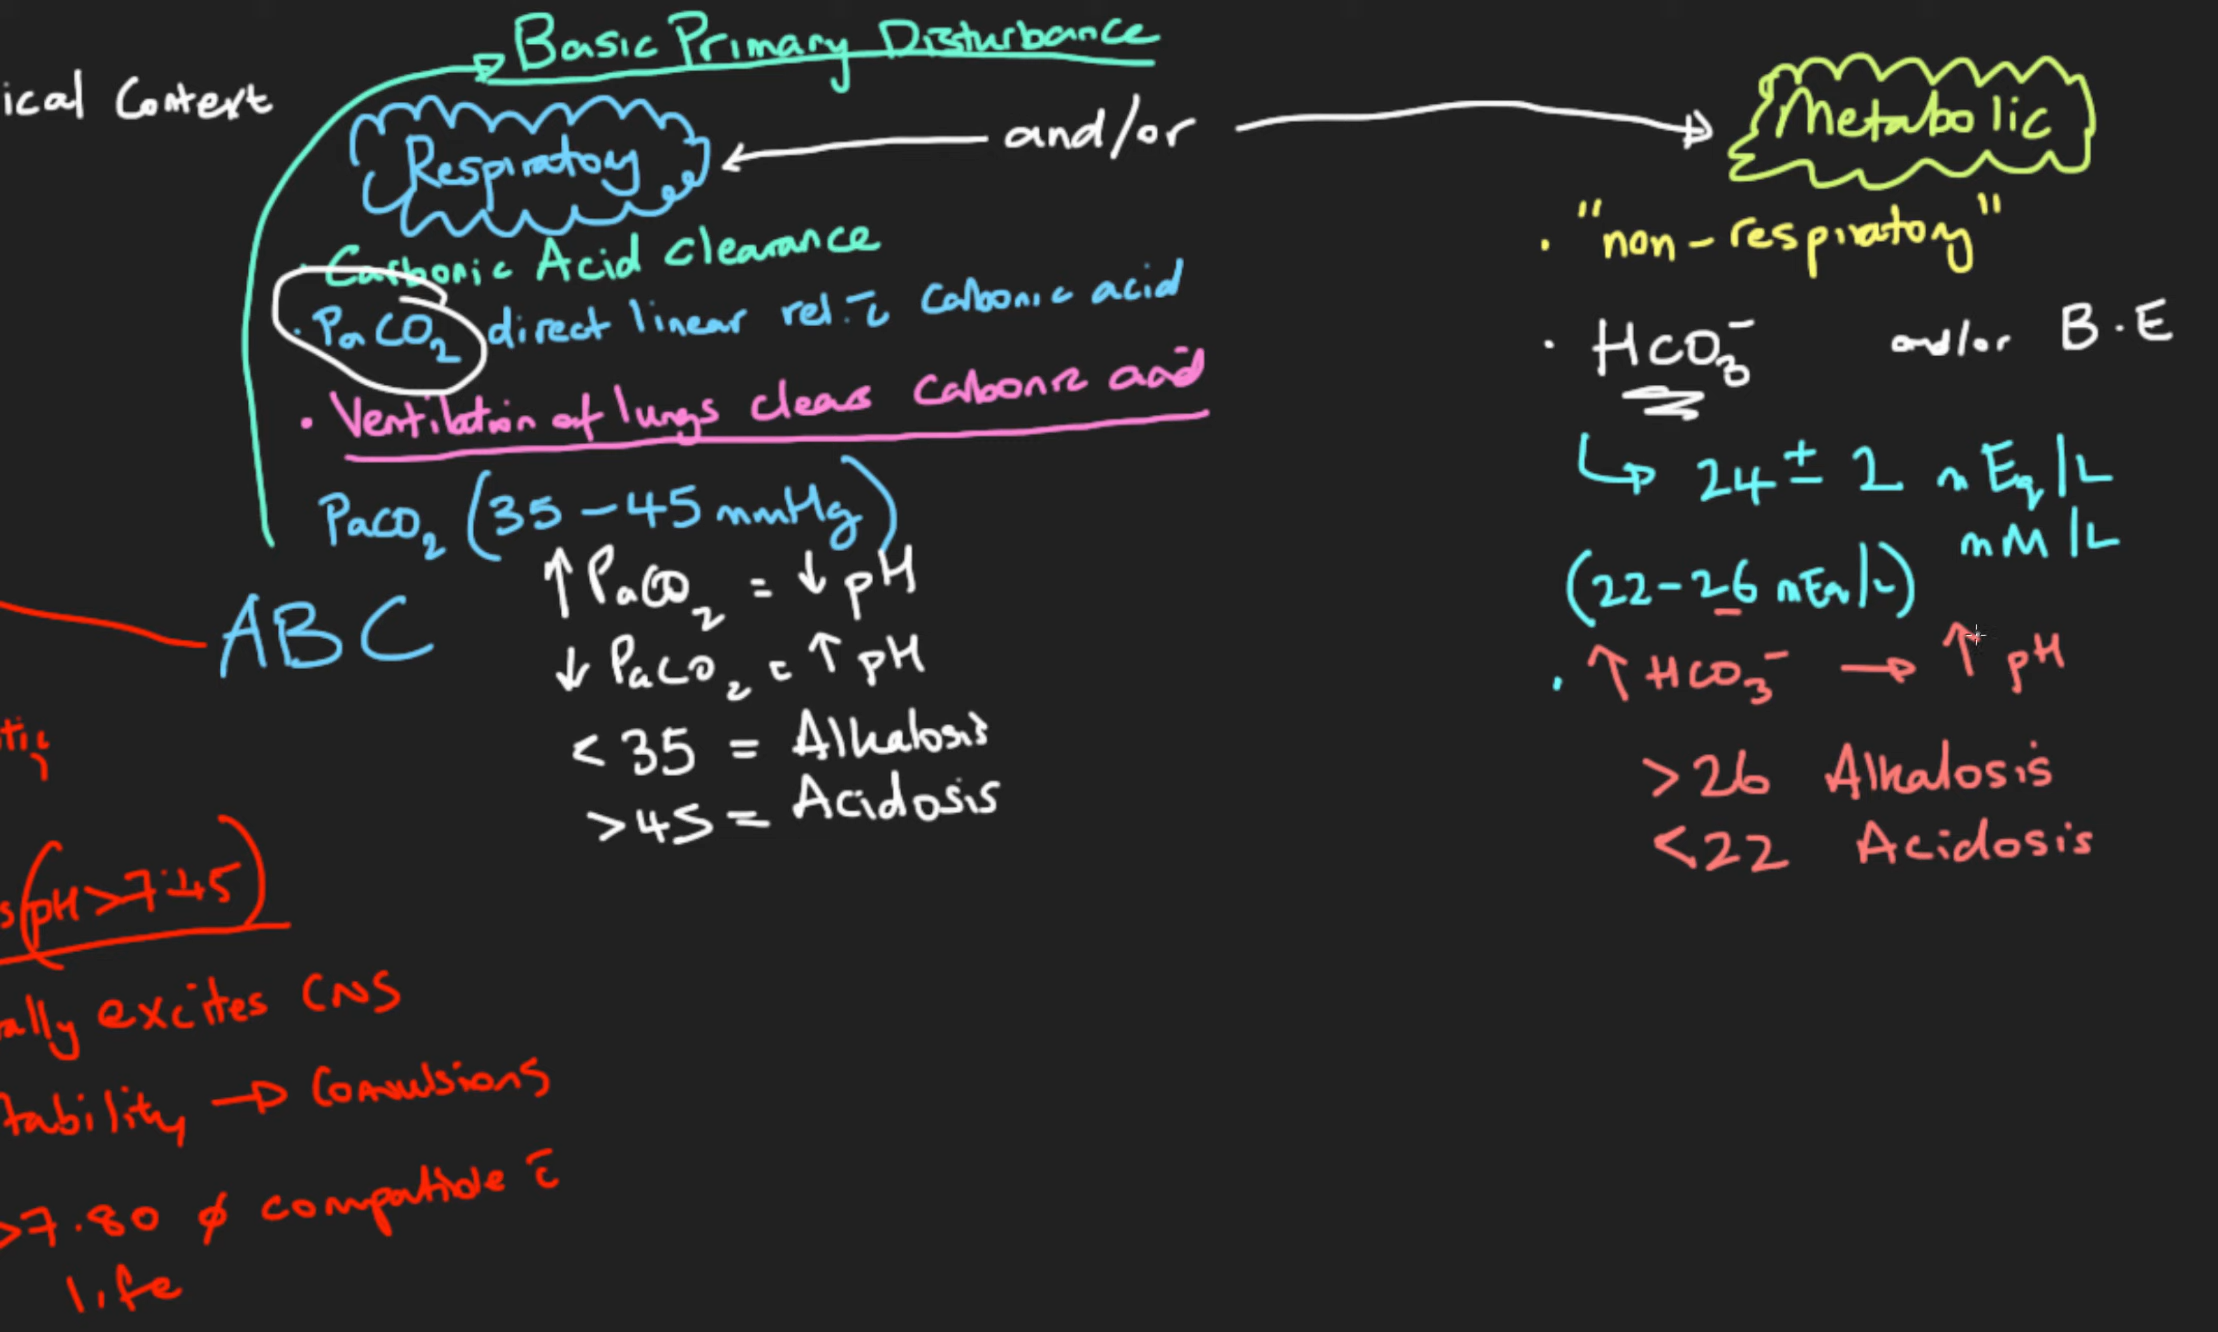 Basic Primary Disturbance
ical Context
Respiratory
and/or
Metabolic
• Carbonic Acid clearance
• PaCO2 direct linear rel. c̄ Carbonic acid
• Ventilation of lungs clears Carbonic acid
PaCO2 (35-45 mmHg)
↑ PaCO2 = ↓ pH
↓ PaCO2 = ↑ pH
< 35 = Alkalosis
> 45 = Acidosis
• "non-respiratory"
• HCO3⁻ and/or B.E
↳ 24 ± 2 mEq/L
mM/L
(22-26 mEq/L)
• ↑ HCO3⁻ → ↑ pH
>26 Alkalosis
<22 Acidosis
ABC
s (pH > 7.45)
ally excites CNS
tability → Convulsions
>7.80 ∅ compatible c̄
life